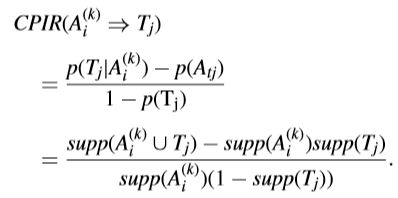 CPIR(A_i^{(k)} ⇒ T_j)
= \frac{p(T_j|A_i^{(k)}) − p(A_{tj})}{1 − p(T_j)}
= \frac{supp(A_i^{(k)} ∪ T_j) − supp(A_i^{(k)})supp(T_j)}{supp(A_i^{(k)})(1 − supp(T_j))}.